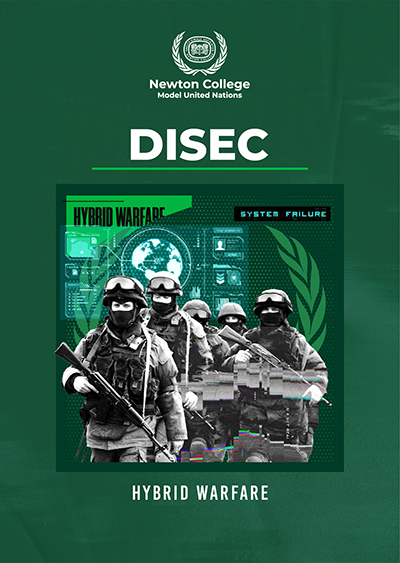 Newton College
Model United Nations
DISEC
HYBRID WARFARE
SYSTEM FAILURE
HYBRID WARFARE